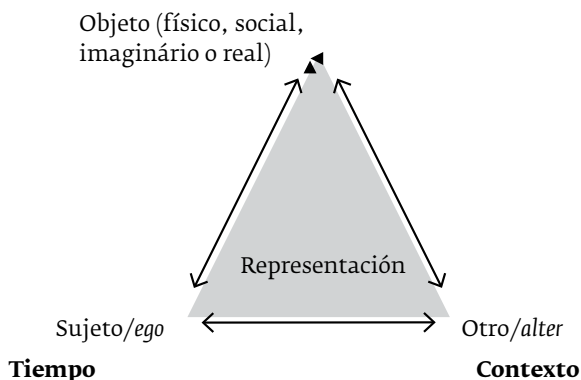 Objeto (físico, social,
imaginário o real)
Representación
Sujeto/ego
Otro/alter
Tiempo
Contexto